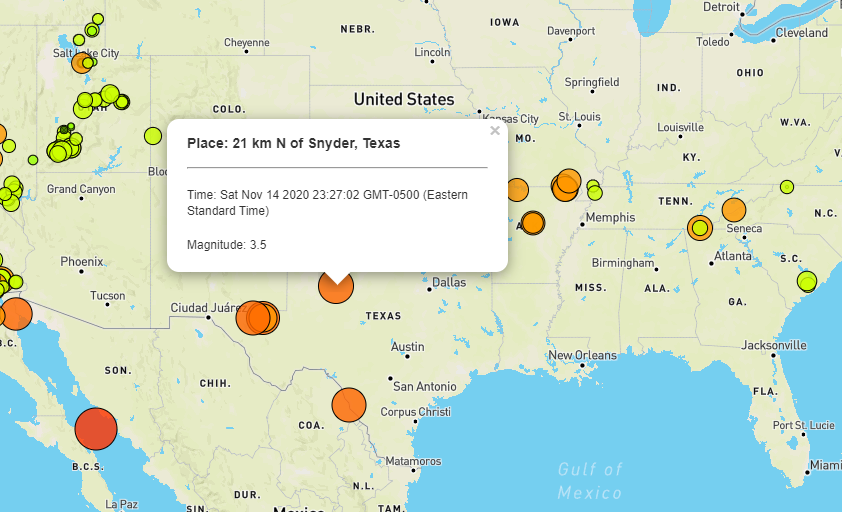 Detroit
NEBR.
IOWA
Cleveland
Davenport
Toledo
Cheyenne
Salt Lake City
Lincoln
OHIO
Springfield
IND.
United States
COLO.
Kansas City
St. Louis
W.VA.
Louisville
MO.
×
Place: 21 km N of Snyder, Texas
KY.
Time: Sat Nov 14 2020 23:27:02 GMT-0500 (Eastern
Standard Time)
Magnitude: 3.5
Grand Canyon
TENN.
N.C.
Memphis
Seneca
Phoenix
Birmingham
Atlanta
S.C.
Tucson
Dallas
MISS.
ALA.
GA.
Ciudad Juárez
TEXAS
Austin
Jacksonville
New Orleans
SON.
CHIH.
San Antonio
FLA.
Corpus Christi
COA.
Port St. Lucie
Matamoros
Miami
B.C.S.
Gulf of
Mexico
N.L.
DUR.
La Paz
SIN.
Mexico
TAM.